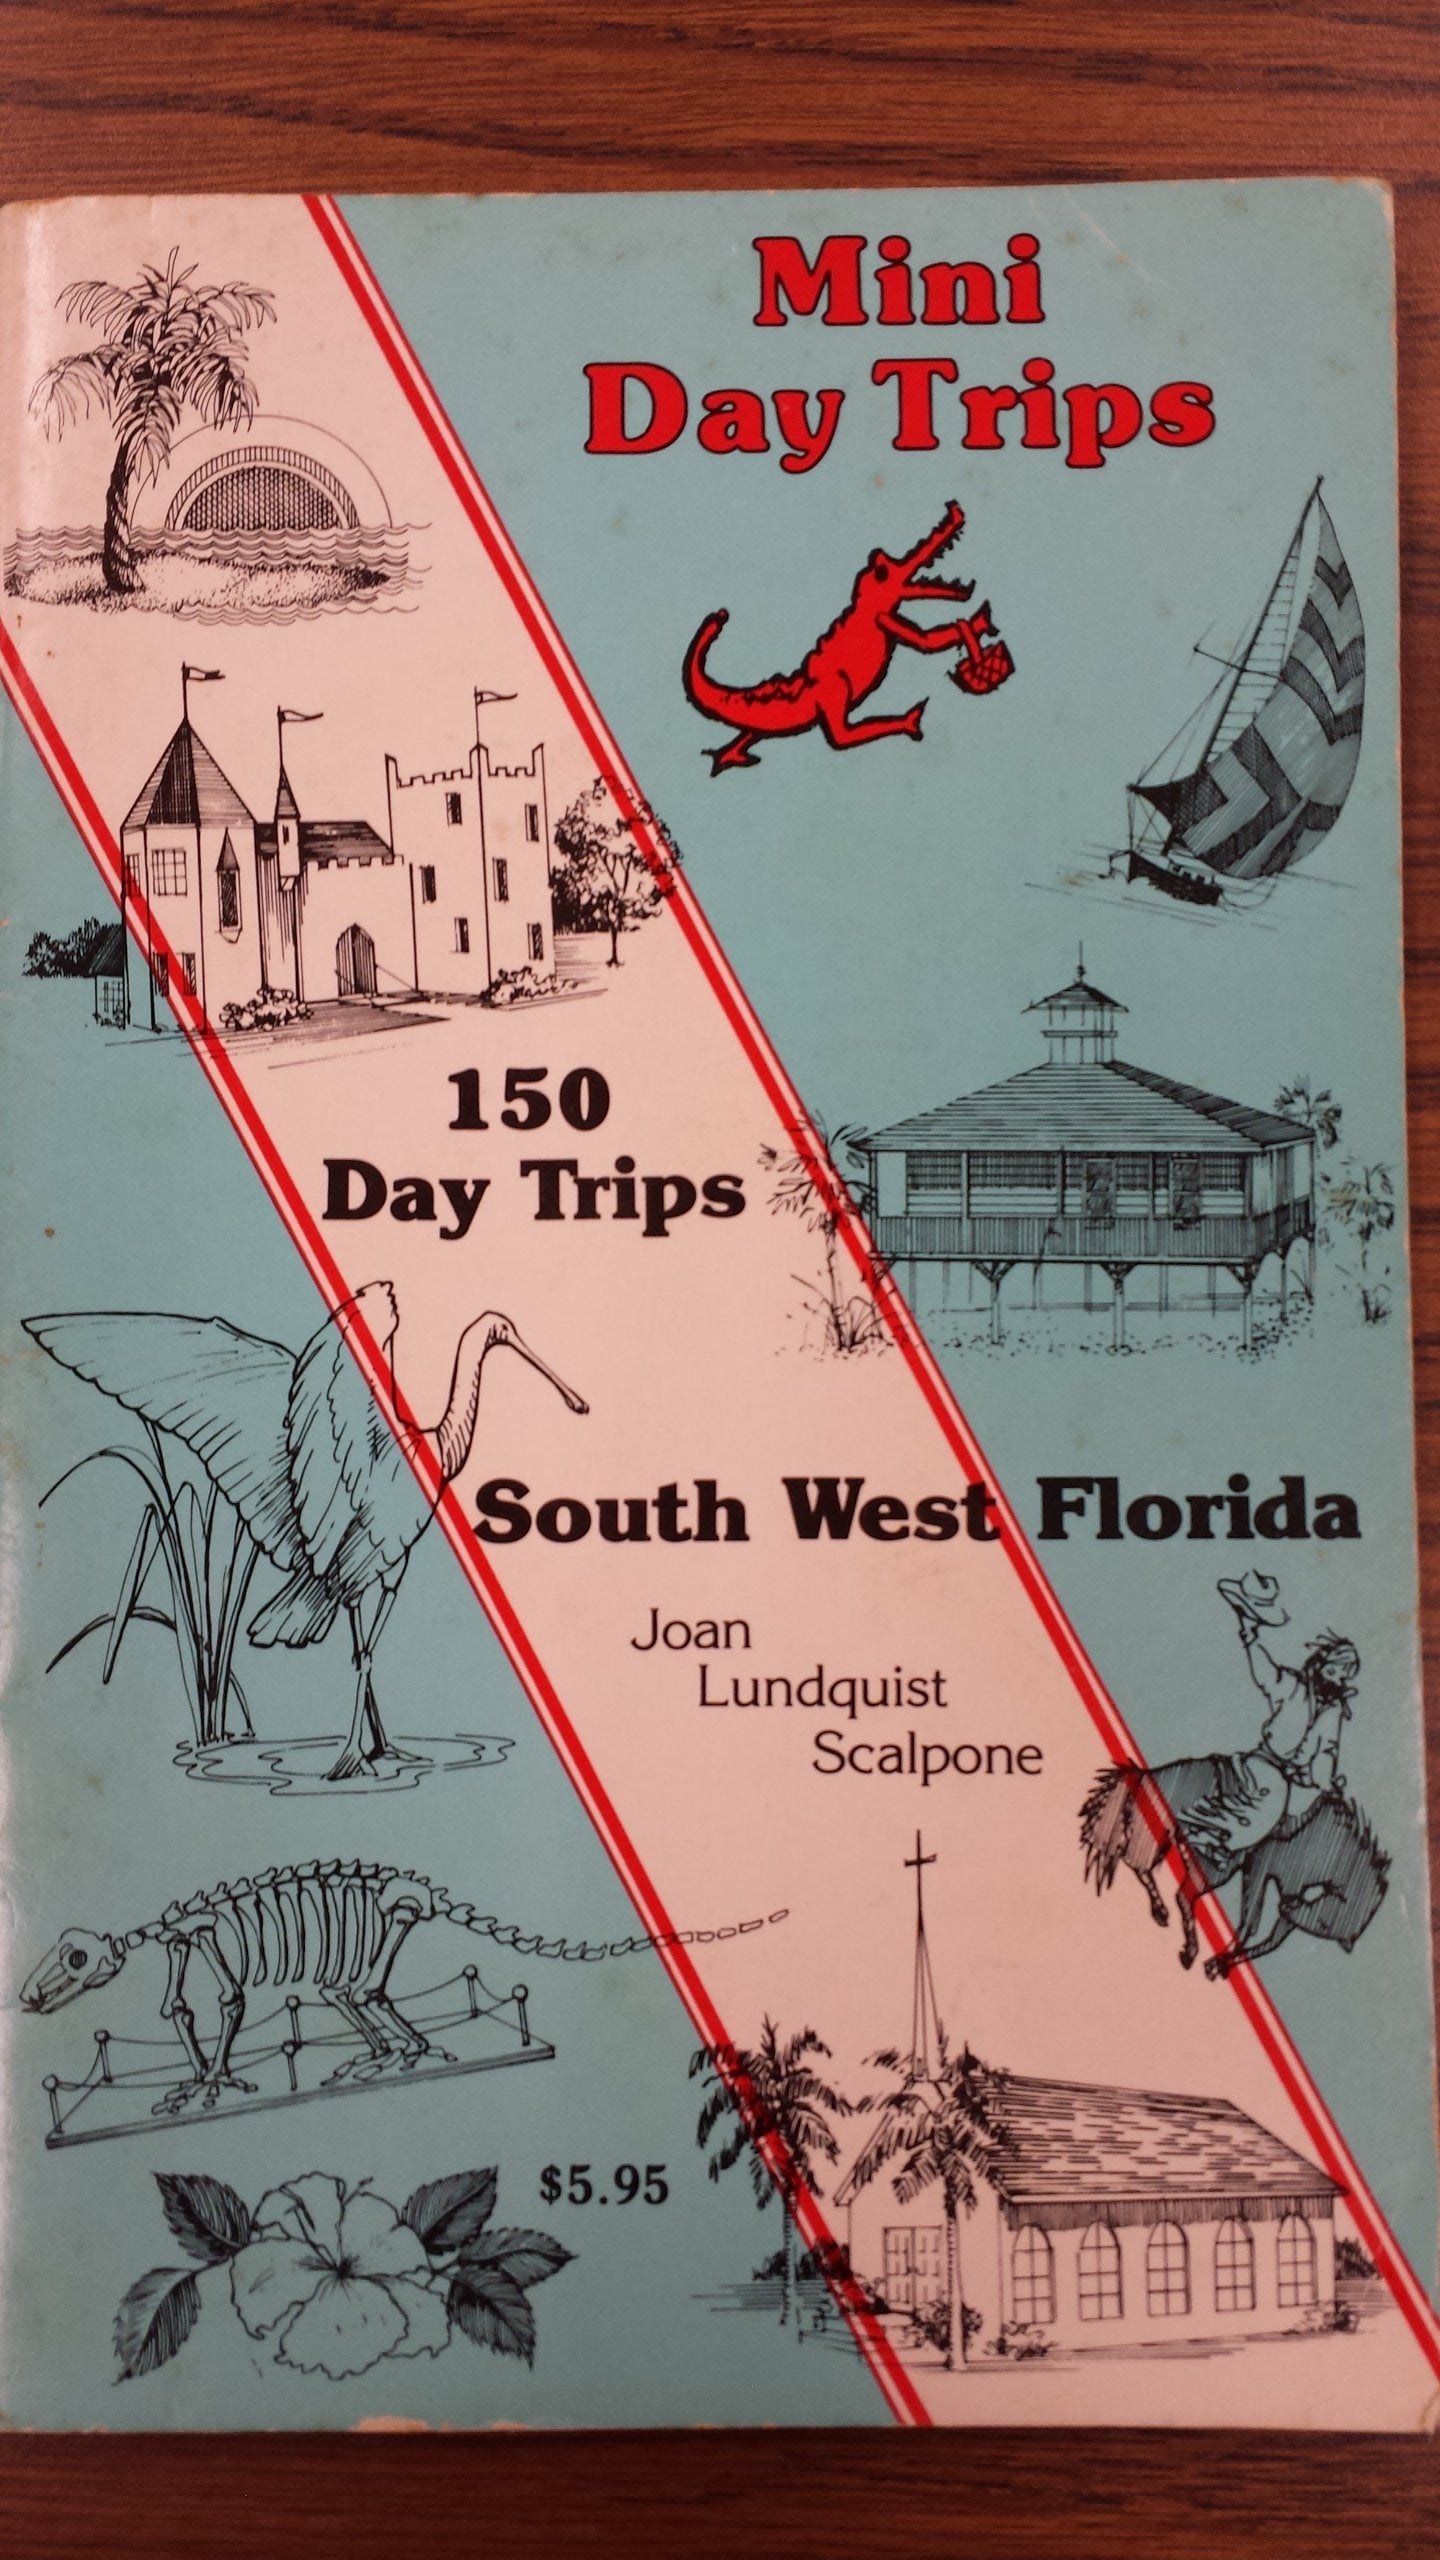 Mini
Day Trips
150
Day Trips
South West Florida
Joan
Lundquist
Scalpone
$5.95